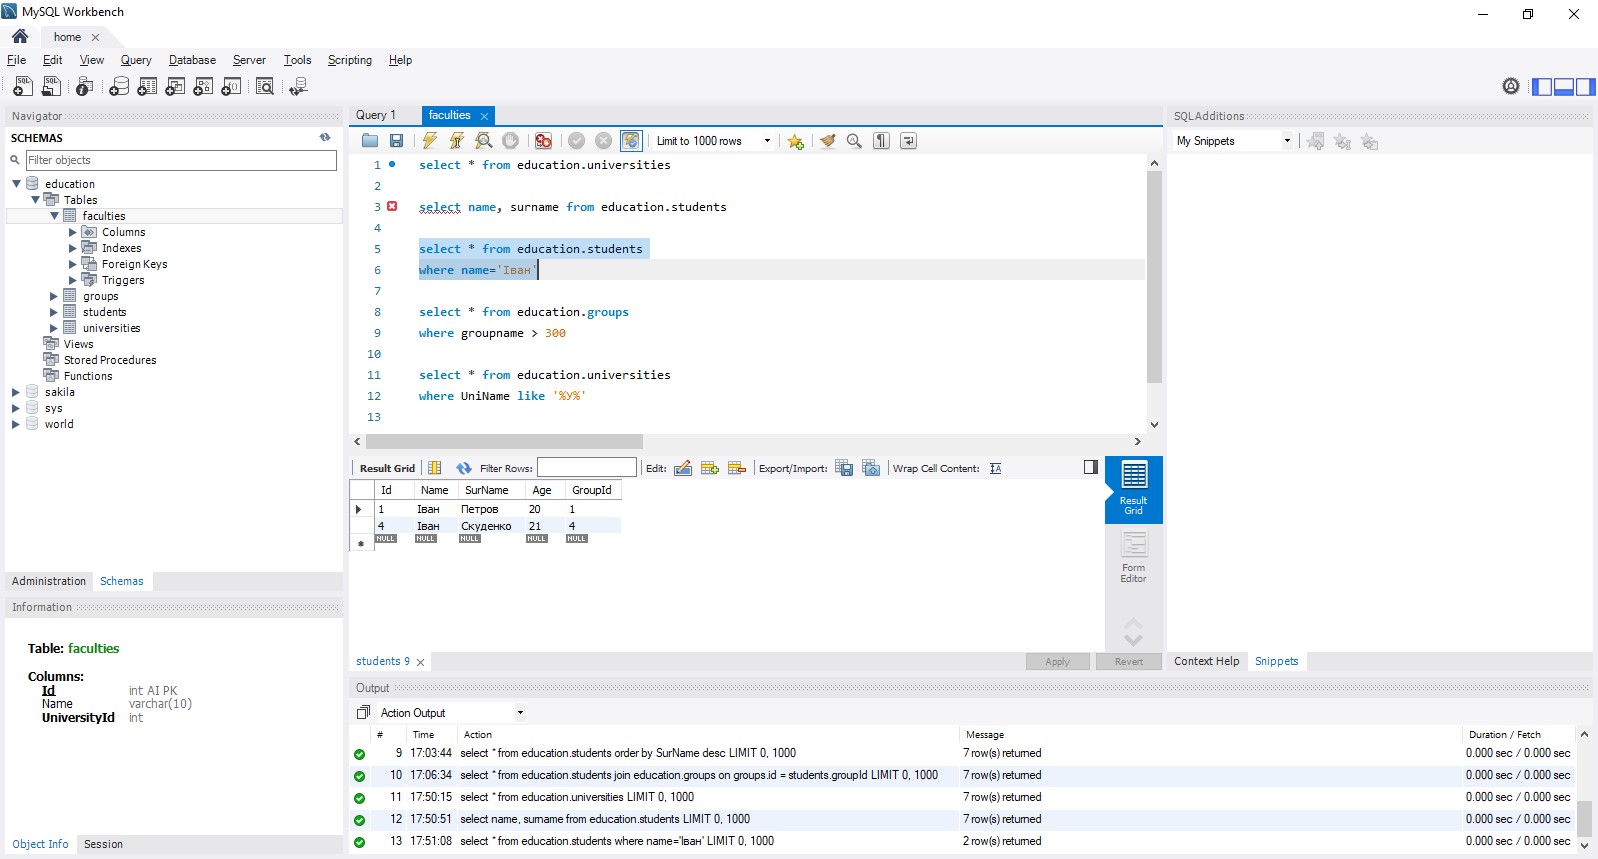 MySQL Workbench
home
File Edit View Query Database Server Tools Scripting Help
Navigator
SCHEMAS
Filter objects
education
Tables
faculties
Columns
Indexes
Foreign Keys
Triggers
groups
students
universities
Views
Stored Procedures
Functions
sakila
sys
world
Administration Schemas
Information
Table: faculties
Columns:
Id int AI PK
Name varchar(10)
UniversityId int
Object Info Session
Query 1 faculties
Limit to 1000 rows
1 select * from education.universities
2
3 select name, surname from education.students
4
5 select * from education.students
6 where name='Іван'
7
8 select * from education.groups
9 where groupname > 300
10
11 select * from education.universities
12 where UniName like '%У%'
13
Result Grid Filter Rows: Edit: Export/Import: Wrap Cell Content:
Id Name SurName Age GroupId
1 Іван Петров 20 1
4 Іван Скуденко 21 4
NULL NULL NULL NULL NULL
Result
Grid
Form
Editor
students 9 Apply Revert
SQLAdditions
My Snippets
Context Help Snippets
Output
Action Output
# Time Action Message Duration / Fetch
9 17:03:44 select * from education.students order by SurName desc LIMIT 0, 1000 7 row(s) returned 0.000 sec / 0.000 sec
10 17:06:34 select * from education.students join education.groups on groups.id = students.groupId LIMIT 0, 1000 7 row(s) returned 0.000 sec / 0.000 sec
11 17:50:15 select * from education.universities LIMIT 0, 1000 7 row(s) returned 0.000 sec / 0.000 sec
12 17:50:51 select name, surname from education.students LIMIT 0, 1000 7 row(s) returned 0.000 sec / 0.000 sec
13 17:51:08 select * from education.students where name='Іван' LIMIT 0, 1000 2 row(s) returned 0.000 sec / 0.000 sec